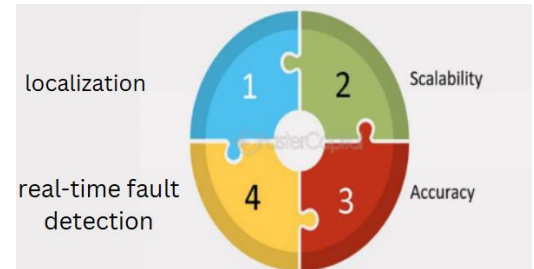 localization
1
2
Scalability
real-time fault
detection
4
3
Accuracy